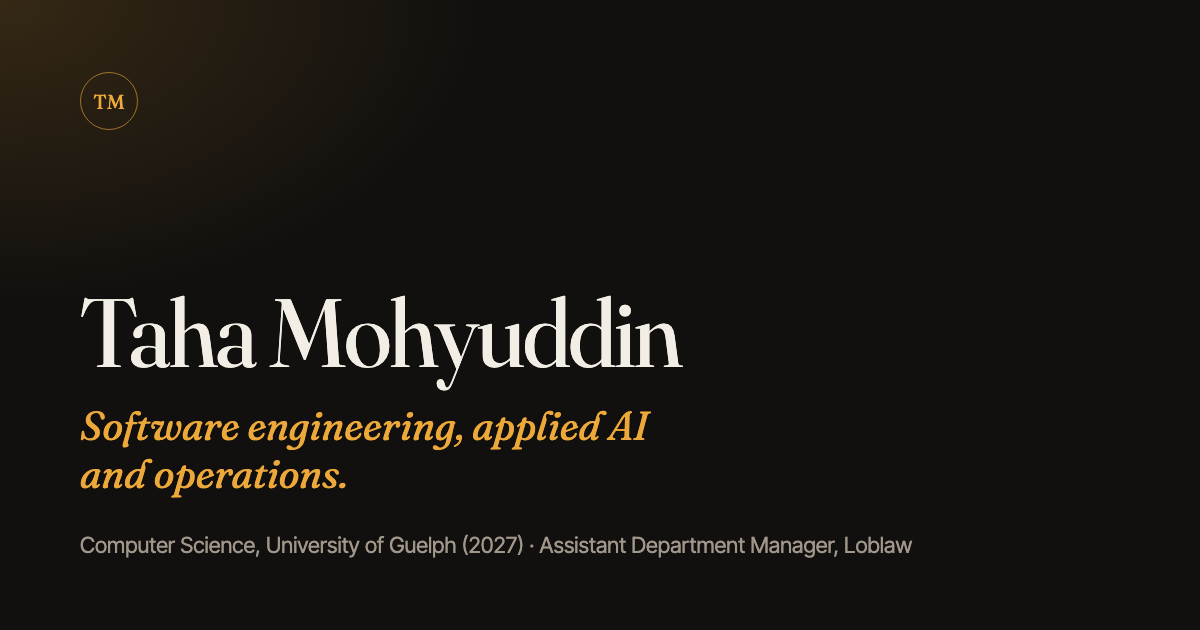 TM
Taha Mohyuddin
Software engineering, applied AI
and operations.
Computer Science, University of Guelph (2027) · Assistant Department Manager, Loblaw